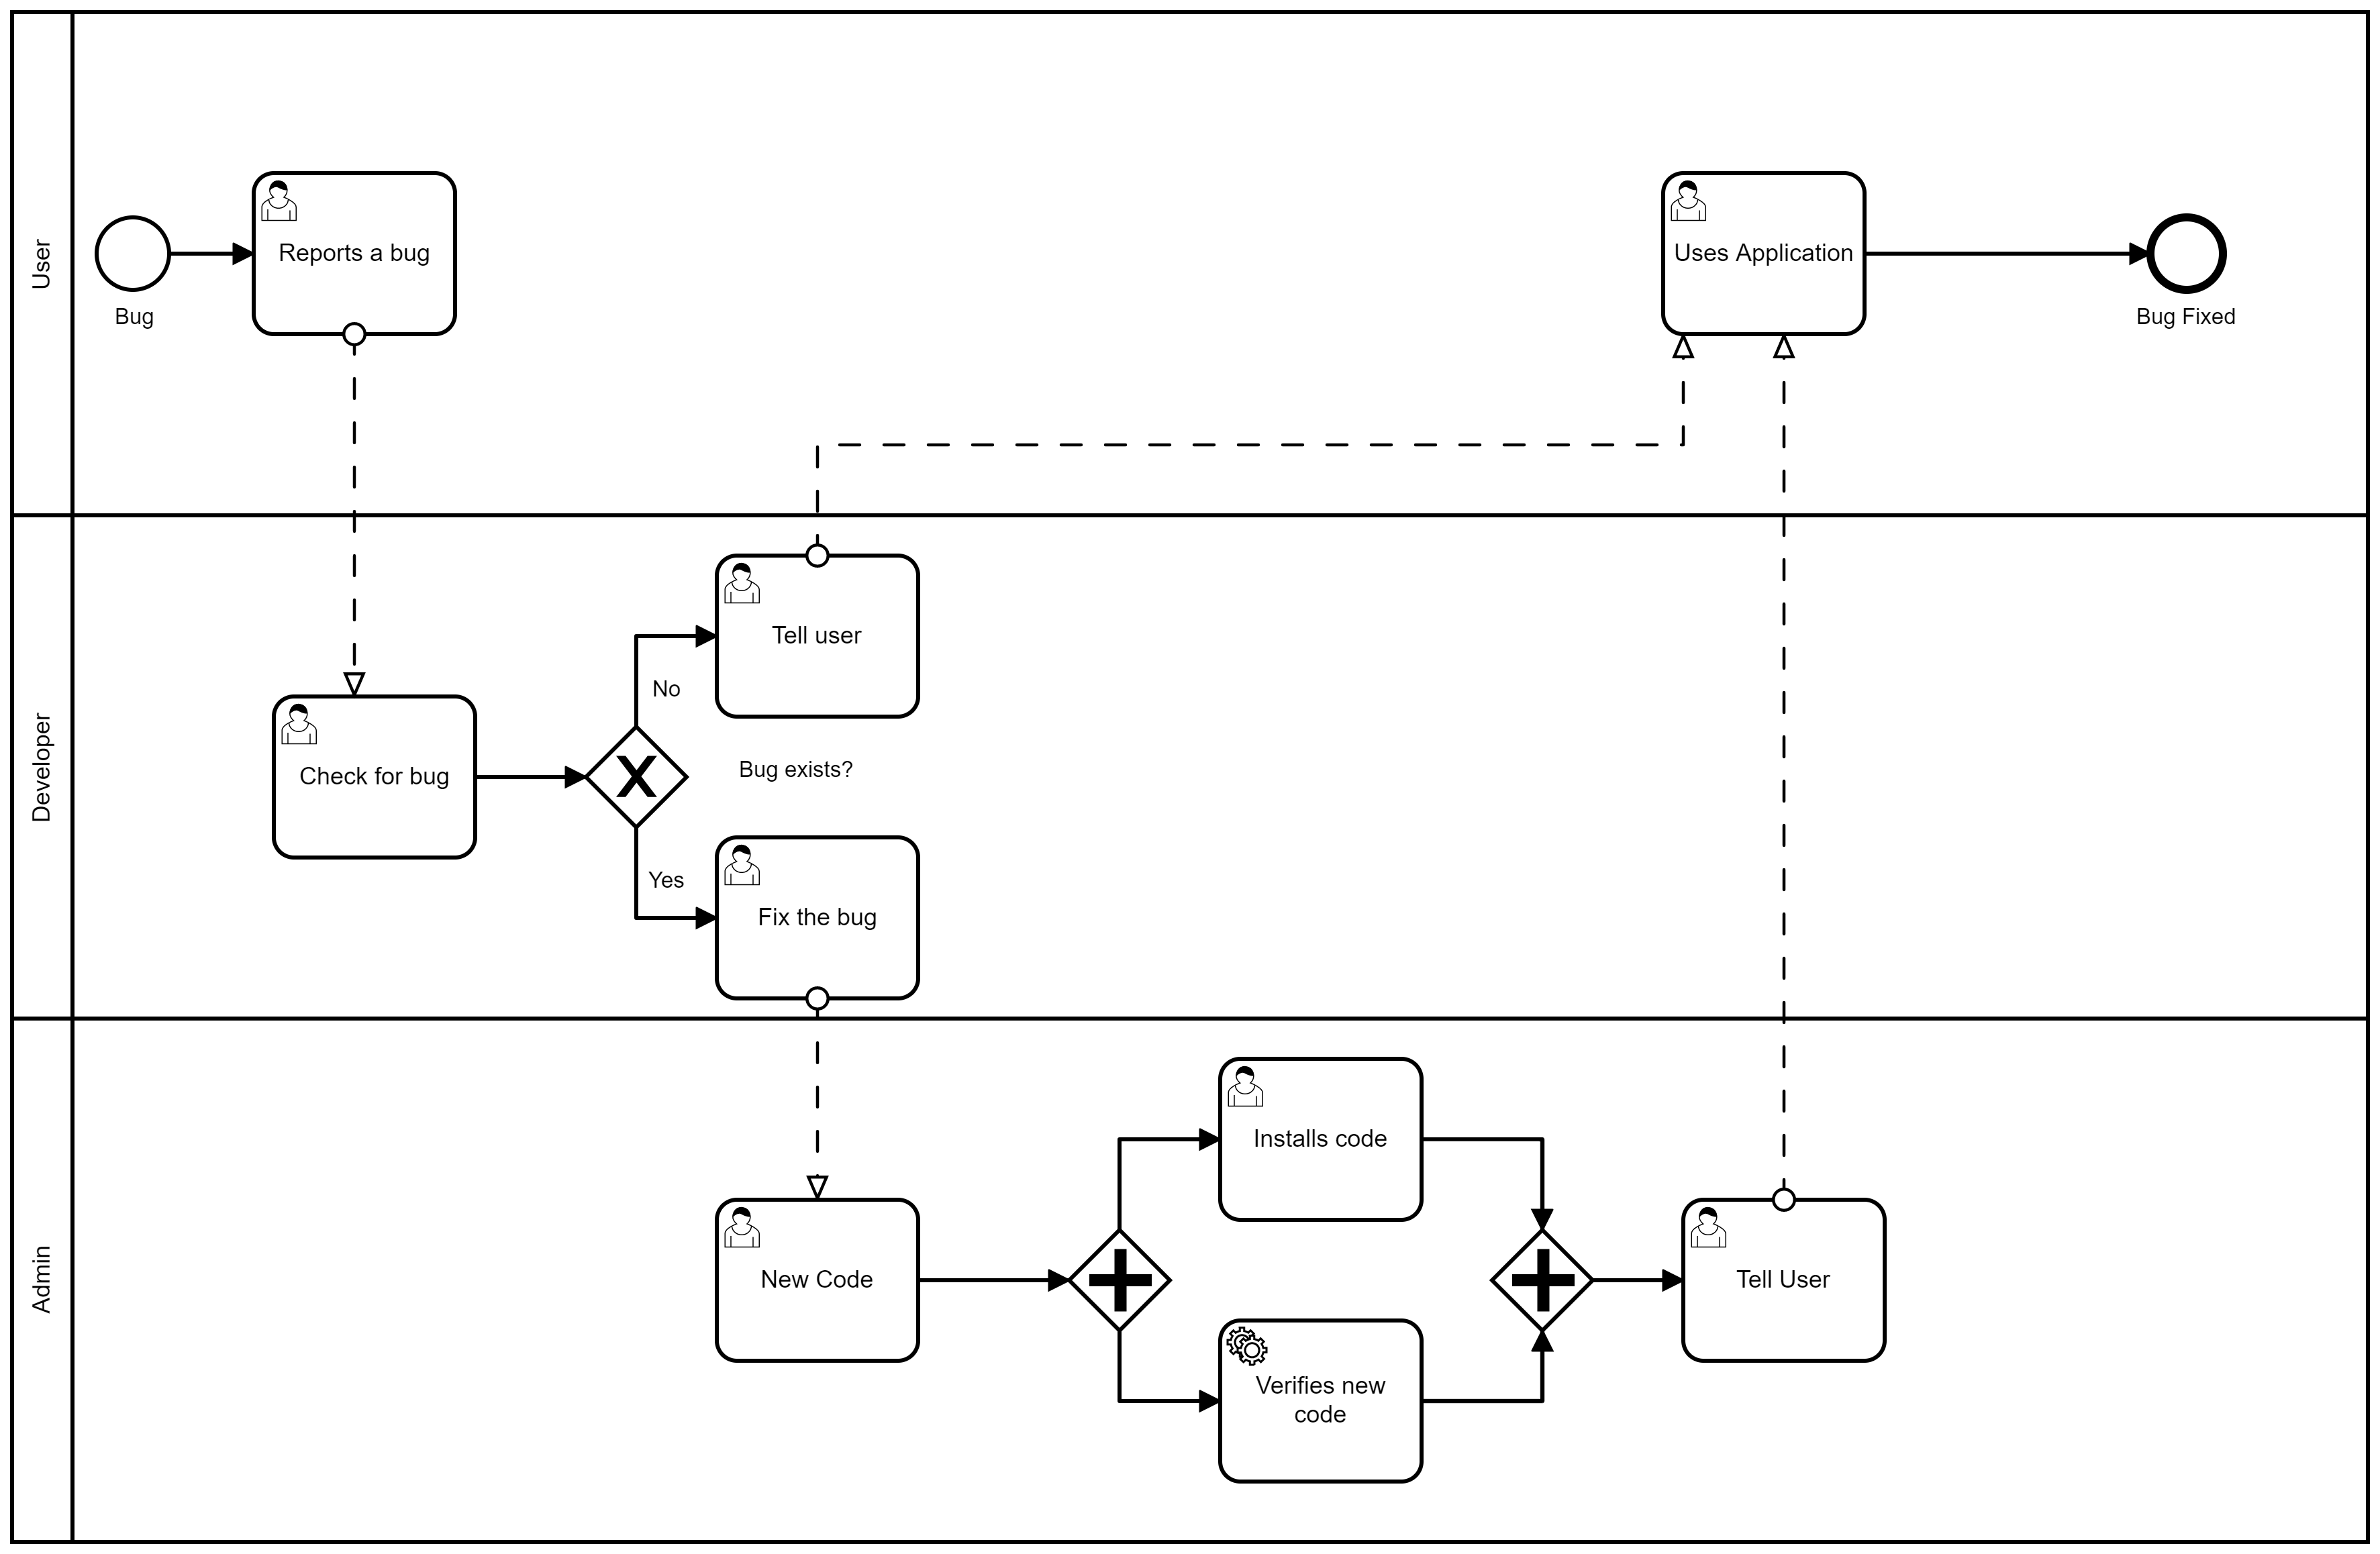 User
Bug
Reports a bug
Uses Application
Bug Fixed
Developer
Check for bug
No
Tell user
Bug exists?
Yes
Fix the bug
Admin
New Code
Installs code
Verifies new
code
Tell User